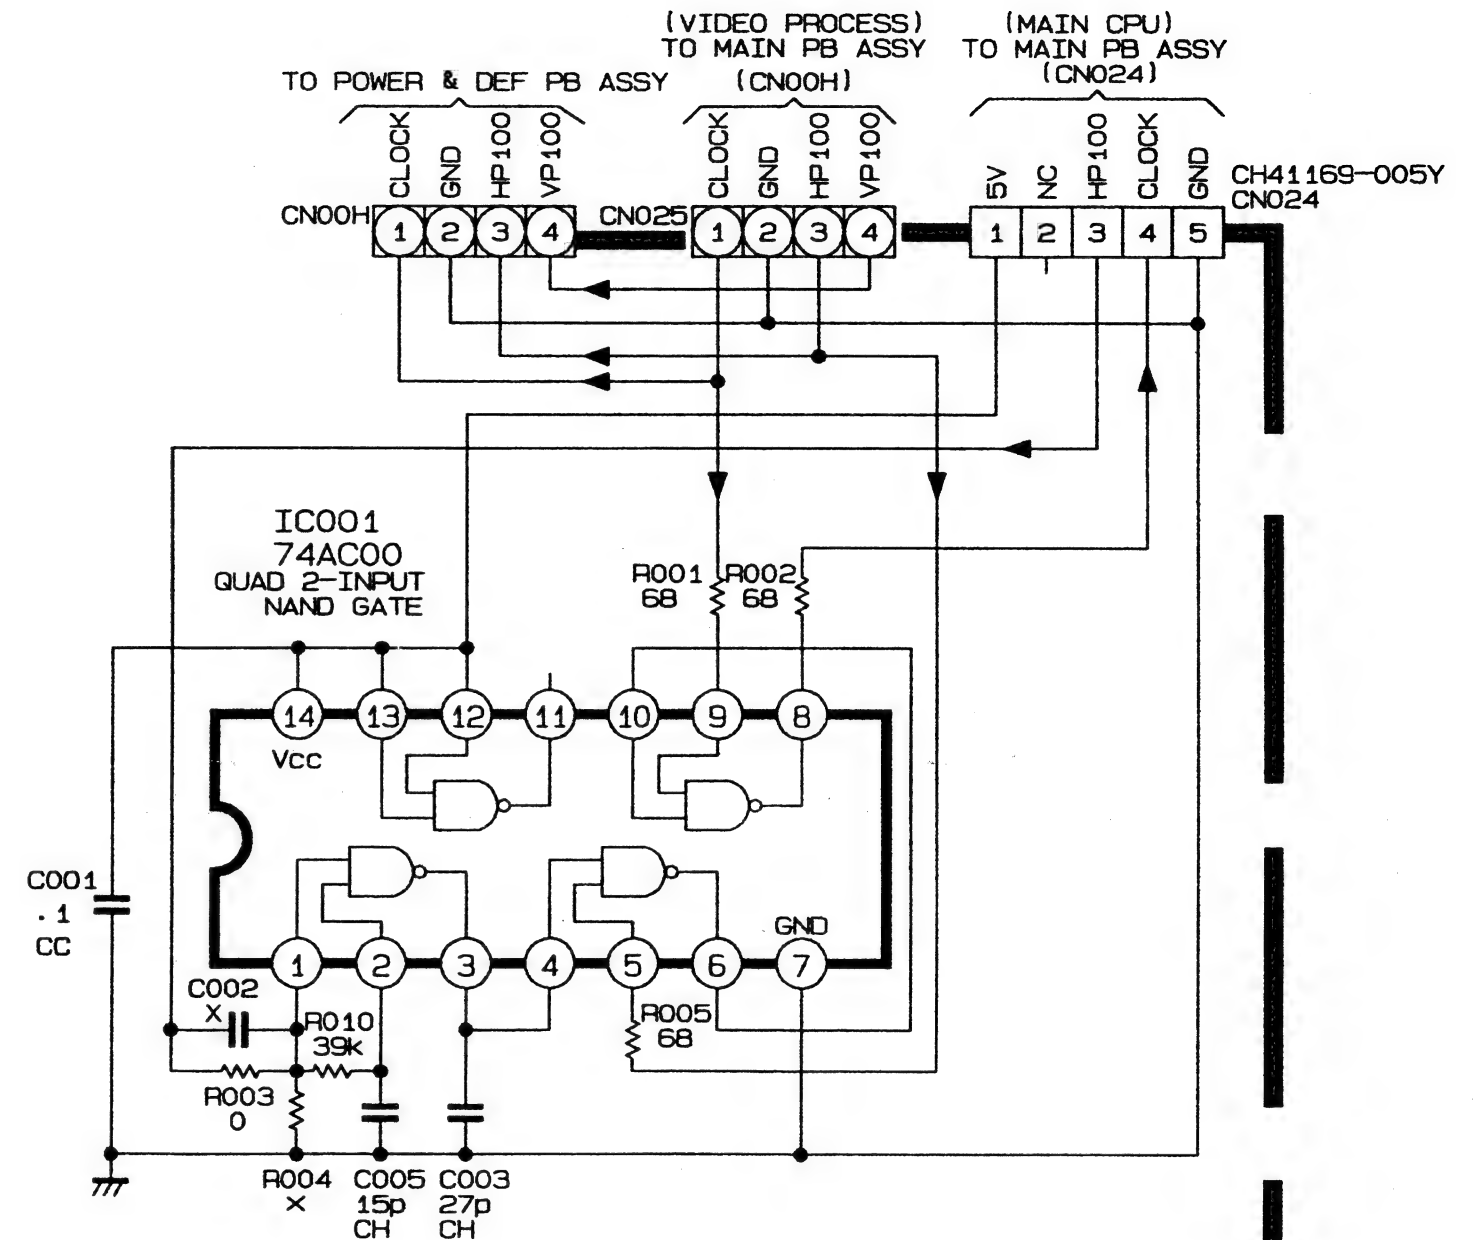 (VIDEO PROCESS)
TO MAIN PB ASSY
(CN00H)
(MAIN CPU)
TO MAIN PB ASSY
(CN024)
TO POWER & DEF PB ASSY
CLOCK
GND
HP100
VP100
CLOCK
GND
HP100
VP100
5V
NC
HP100
CLOCK
GND
CH41169-005Y
CN024
CN00H
1 2 3 4
CN025
1 2 3 4
1 2 3 4 5
IC001
74AC00
QUAD 2-INPUT
NAND GATE
R001
68
R002
68
14 13 12 11 10 9 8
Vcc
C001
.1
CC
GND
1 2 3 4 5 6 7
C002
X
R010
39K
R005
68
R003
0
R004
X
C005
15p
CH
C003
27p
CH